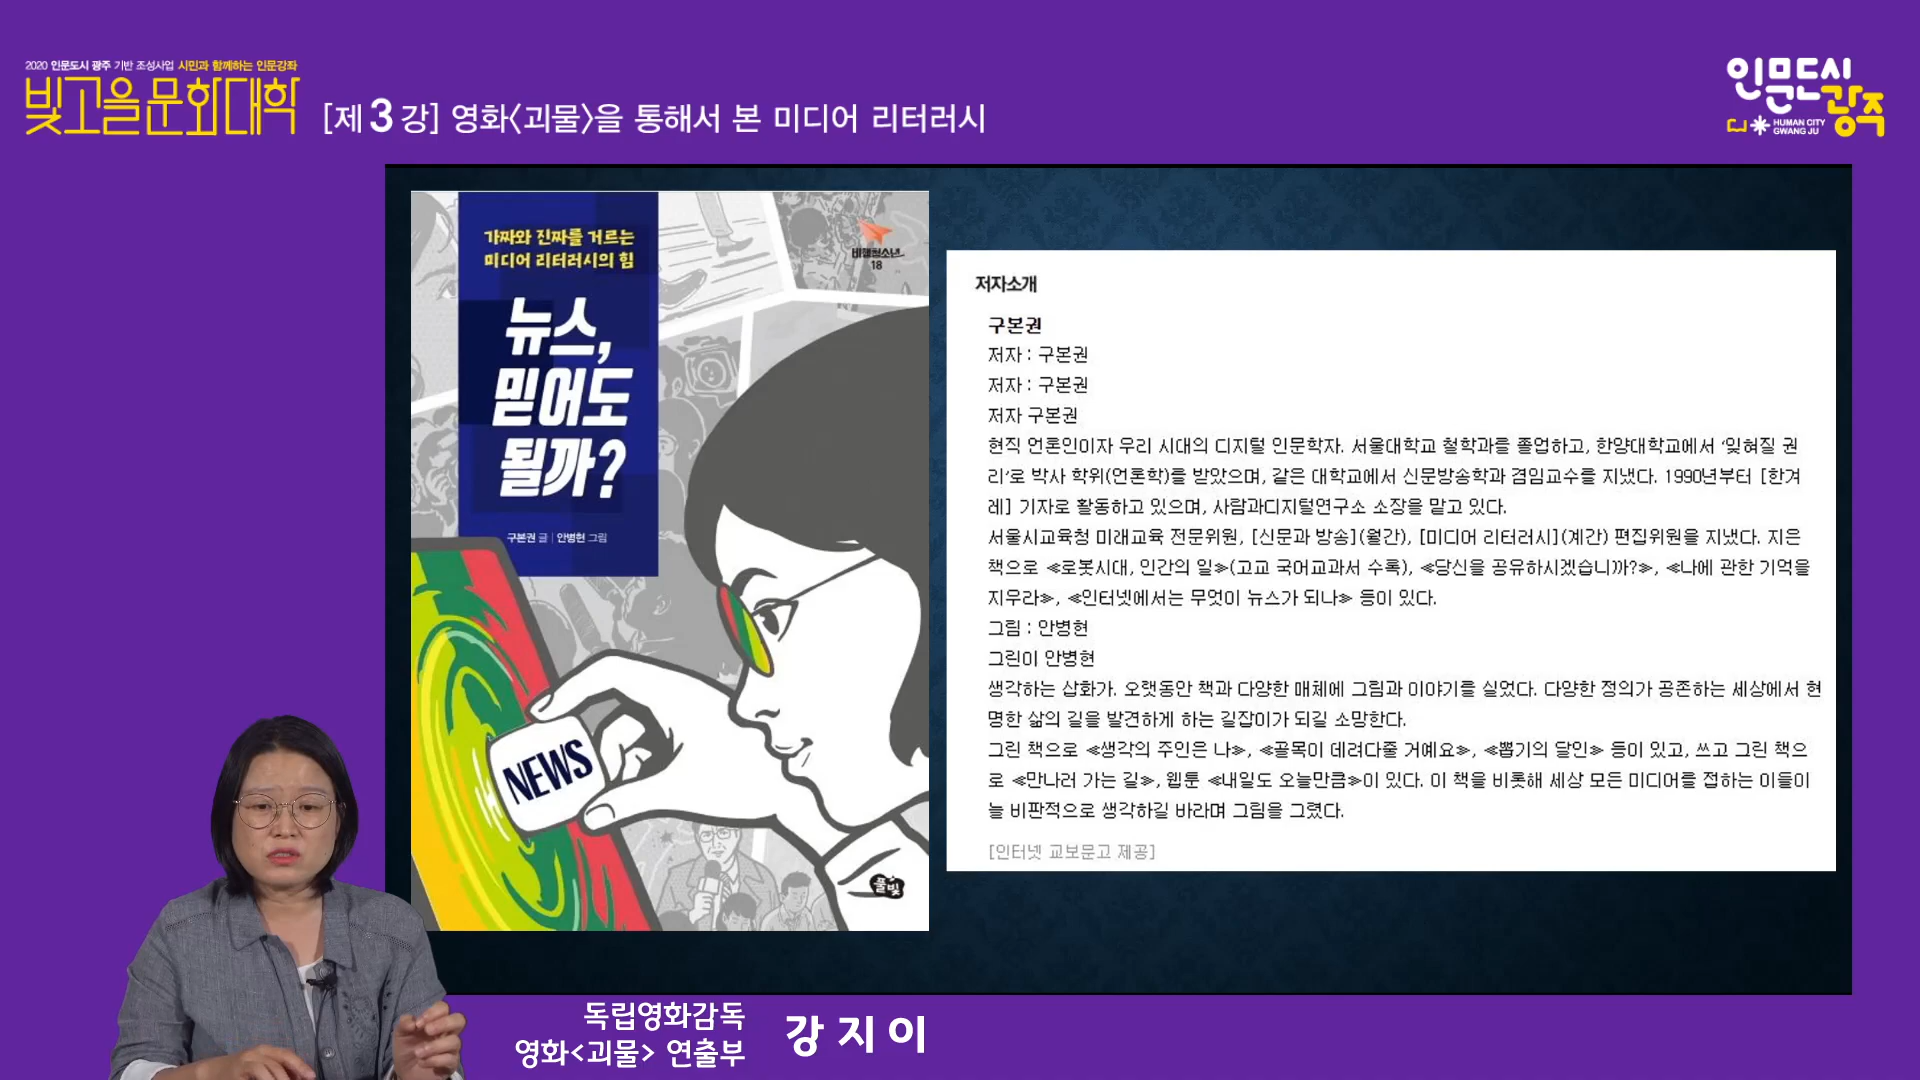 2020 인문도시 광주 기반 조성사업 시민과 함께하는 인문강좌
빛고을문화대학
[제3강] 영화<괴물>을 통해서 본 미디어 리터러시
인문도시
광주
HUMAN CITY
GWANG JU
가짜와 진짜를 거르는
미디어 리터러시의 힘
뉴스,
믿어도
될까?
구본권 글 | 안병현 그림
비행청소년
18
NEWS
풀빛
저자소개
구본권
저자 : 구본권
저자 : 구본권
저자 구본권
현직 언론인이자 우리 시대의 디지털 인문학자. 서울대학교 철학과를 졸업하고, 한양대학교에서 ‘잊혀질 권
리’로 박사 학위(언론학)를 받았으며, 같은 대학교에서 신문방송학과 겸임교수를 지냈다. 1990년부터 [한겨
레] 기자로 활동하고 있으며, 사람과디지털연구소 소장을 맡고 있다.
서울시교육청 미래교육 전문위원, [신문과 방송](월간), [미디어 리터러시](계간) 편집위원을 지냈다. 지은
책으로 ≪로봇시대, 인간의 일≫(고교 국어교과서 수록), ≪당신을 공유하시겠습니까?≫, ≪나에 관한 기억을
지우라≫, ≪인터넷에서는 무엇이 뉴스가 되나≫ 등이 있다.
그림 : 안병현
그린이 안병현
생각하는 삽화가. 오랫동안 책과 다양한 매체에 그림과 이야기를 실었다. 다양한 정의가 공존하는 세상에서 현
명한 삶의 길을 발견하게 하는 길잡이가 되길 소망한다.
그린 책으로 ≪생각의 주인은 나≫, ≪골목이 데려다줄 거예요≫, ≪뽑기의 달인≫ 등이 있고, 쓰고 그린 책으
로 ≪만나러 가는 길≫, 웹툰 ≪내일도 오늘만큼≫이 있다. 이 책을 비롯해 세상 모든 미디어를 접하는 이들이
늘 비판적으로 생각하길 바라며 그림을 그렸다.
[인터넷 교보문고 제공]
독립영화감독
영화<괴물> 연출부
강지이